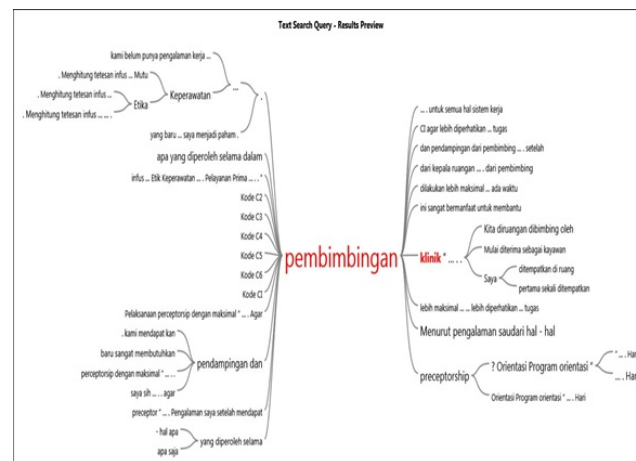 Text Search Query - Results Preview
kami belum punya pengalaman kerja ...
. Menghitung tetesan infus ... Mutu
. Menghitung tetesan infus ...
Etika
. Menghitung tetesan infus ... ... .
Keperawatan
...
.
yang baru ... saya menjadi paham .
apa yang diperoleh selama dalam
infus ... Etik Keperawatan ... . Pelayanan Prima ... . . "
Kode C2
Kode C3
Kode C4
Kode C5
Kode C6
Kode CI
Pelaksanaan perceptorsip dengan maksimal " ... . Agar
. kami mendapat kan
baru sangat membutuhkan
perceptorsip dengan maksimal " ... . .
saya sih ... . . agar
pendampingan dan
preceptor " ... . Pengalaman saya setelah mendapat
- hal apa
apa saja
yang diperoleh selama
pembimbingan
... . untuk semua hal sistem kerja
CI agar lebih diperhatikan ... tugas
dan pendampingan dari pembimbing ... . setelah
dari kepala ruangan ... . dari pembimbing
dilakukan lebih maksimal ... ada waktu
ini sangat bermanfaat untuk membantu
klinik " ... . .
Kita diruangan dibimbing oleh
Mulai diterima sebagai kayawan
Saya
ditempatkan di ruang
pertama sekali ditempatkan
lebih maksimal ... ... lebih diperhatikan ... tugas
Menurut pengalaman saudari hal - hal
preceptorship
? Orientasi Program orientasi "
" ... . Hari
... . Hari
Orientasi Program orientasi " ... . Hari